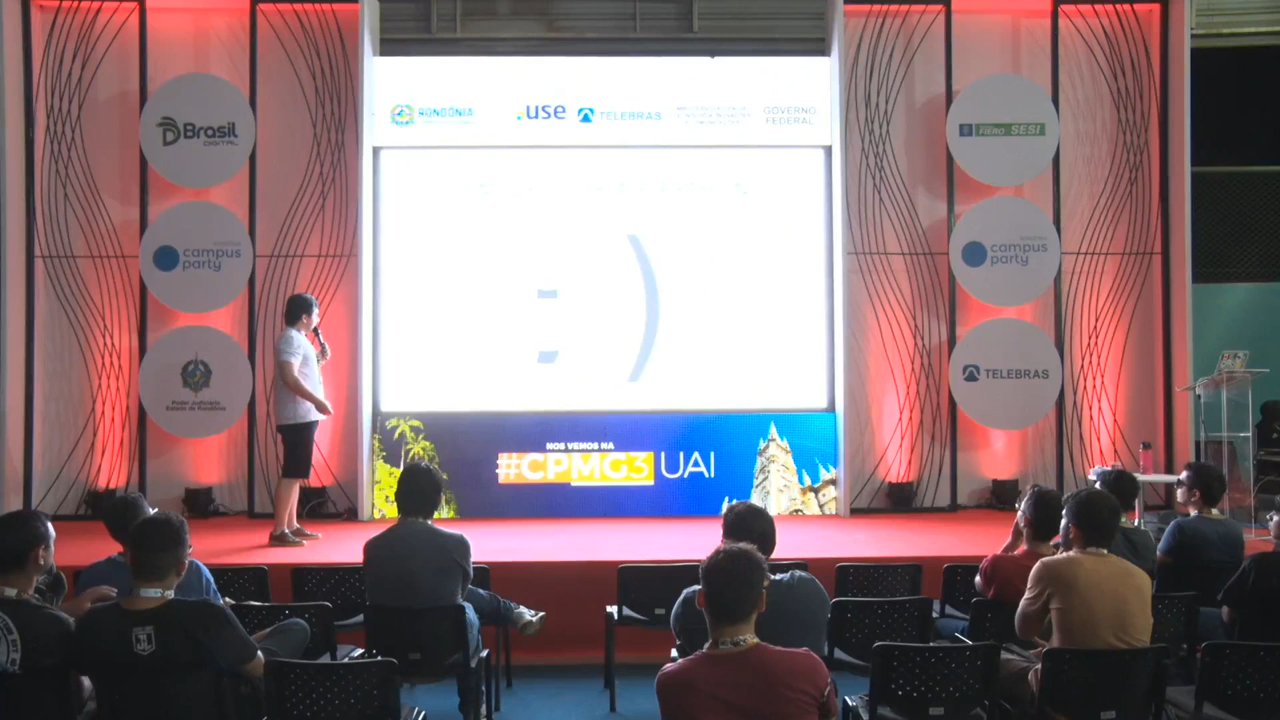 Brasil
DIGITAL
campus
party
Poder Judiciário
Estado de Rondônia
RONDÔNIA
.use
TELEBRAS
GOVERNO
FEDERAL
: )
NOS VEMOS NA
#CPMG3 UAI
FIERO SESI
campus
party
TELEBRAS